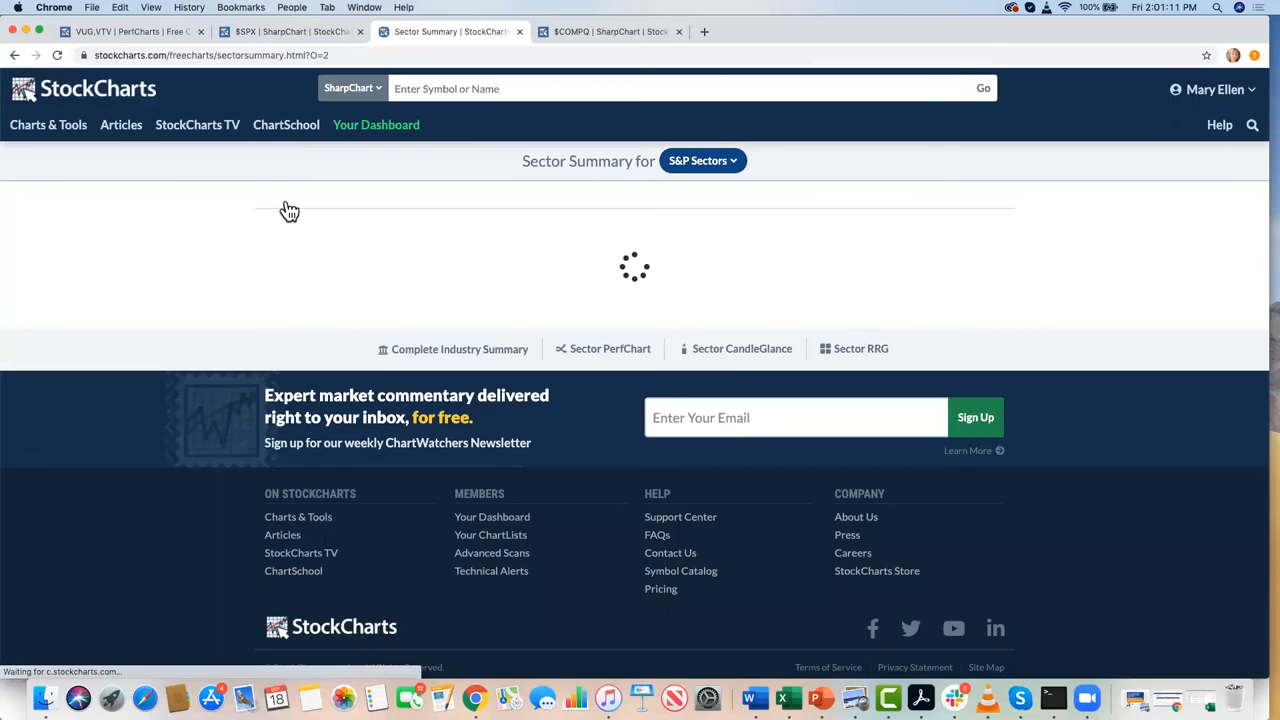 Chrome File Edit View History Bookmarks People Tab Window Help 100% Fri 2:01:11 PM
VUG,VTV | PerfCharts | Free C
$SPX | SharpChart | StockCha
Sector Summary | StockChart
$COMPQ | SharpChart | Stock
stockcharts.com/freecharts/sectorsummary.html?O=2
StockCharts SharpChart Enter Symbol or Name Go Mary Ellen
Charts & Tools Articles StockCharts TV ChartSchool Your Dashboard Help
Sector Summary for S&P Sectors
Complete Industry Summary Sector PerfChart Sector CandleGlance Sector RRG
Expert market commentary delivered
right to your inbox, for free.
Sign up for our weekly ChartWatchers Newsletter
Enter Your Email Sign Up
Learn More
ON STOCKCHARTS MEMBERS HELP COMPANY
Charts & Tools Your Dashboard Support Center About Us
Articles Your ChartLists FAQs Press
StockCharts TV Advanced Scans Contact Us Careers
ChartSchool Technical Alerts Symbol Catalog StockCharts Store
Pricing
StockCharts
Waiting for c.stockcharts.com... Reserved. Terms of Service Privacy Statement Site Map
SEP
18